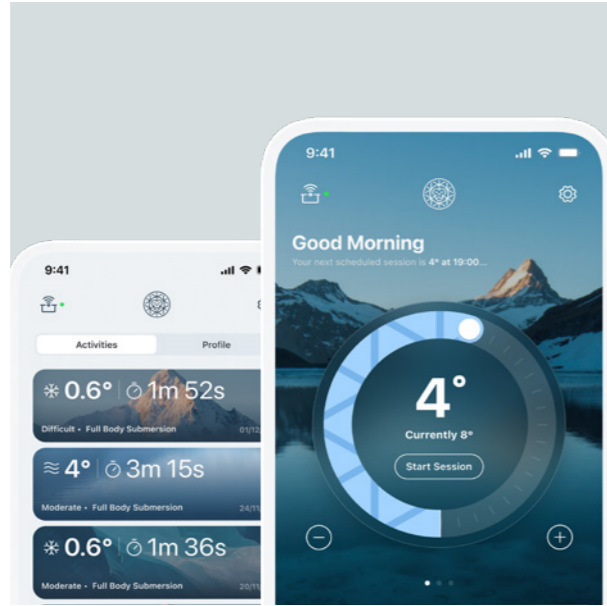 9:41
Good Morning
Your next scheduled session is 4° at 19:00...
4°
Currently 8°
Start Session
9:41
Activities Profile
0.6° 1m 52s
Difficult • Full Body Submersion 01/12
4° 3m 15s
Moderate • Full Body Submersion 24/11
0.6° 1m 36s
Moderate • Full Body Submersion 20/11